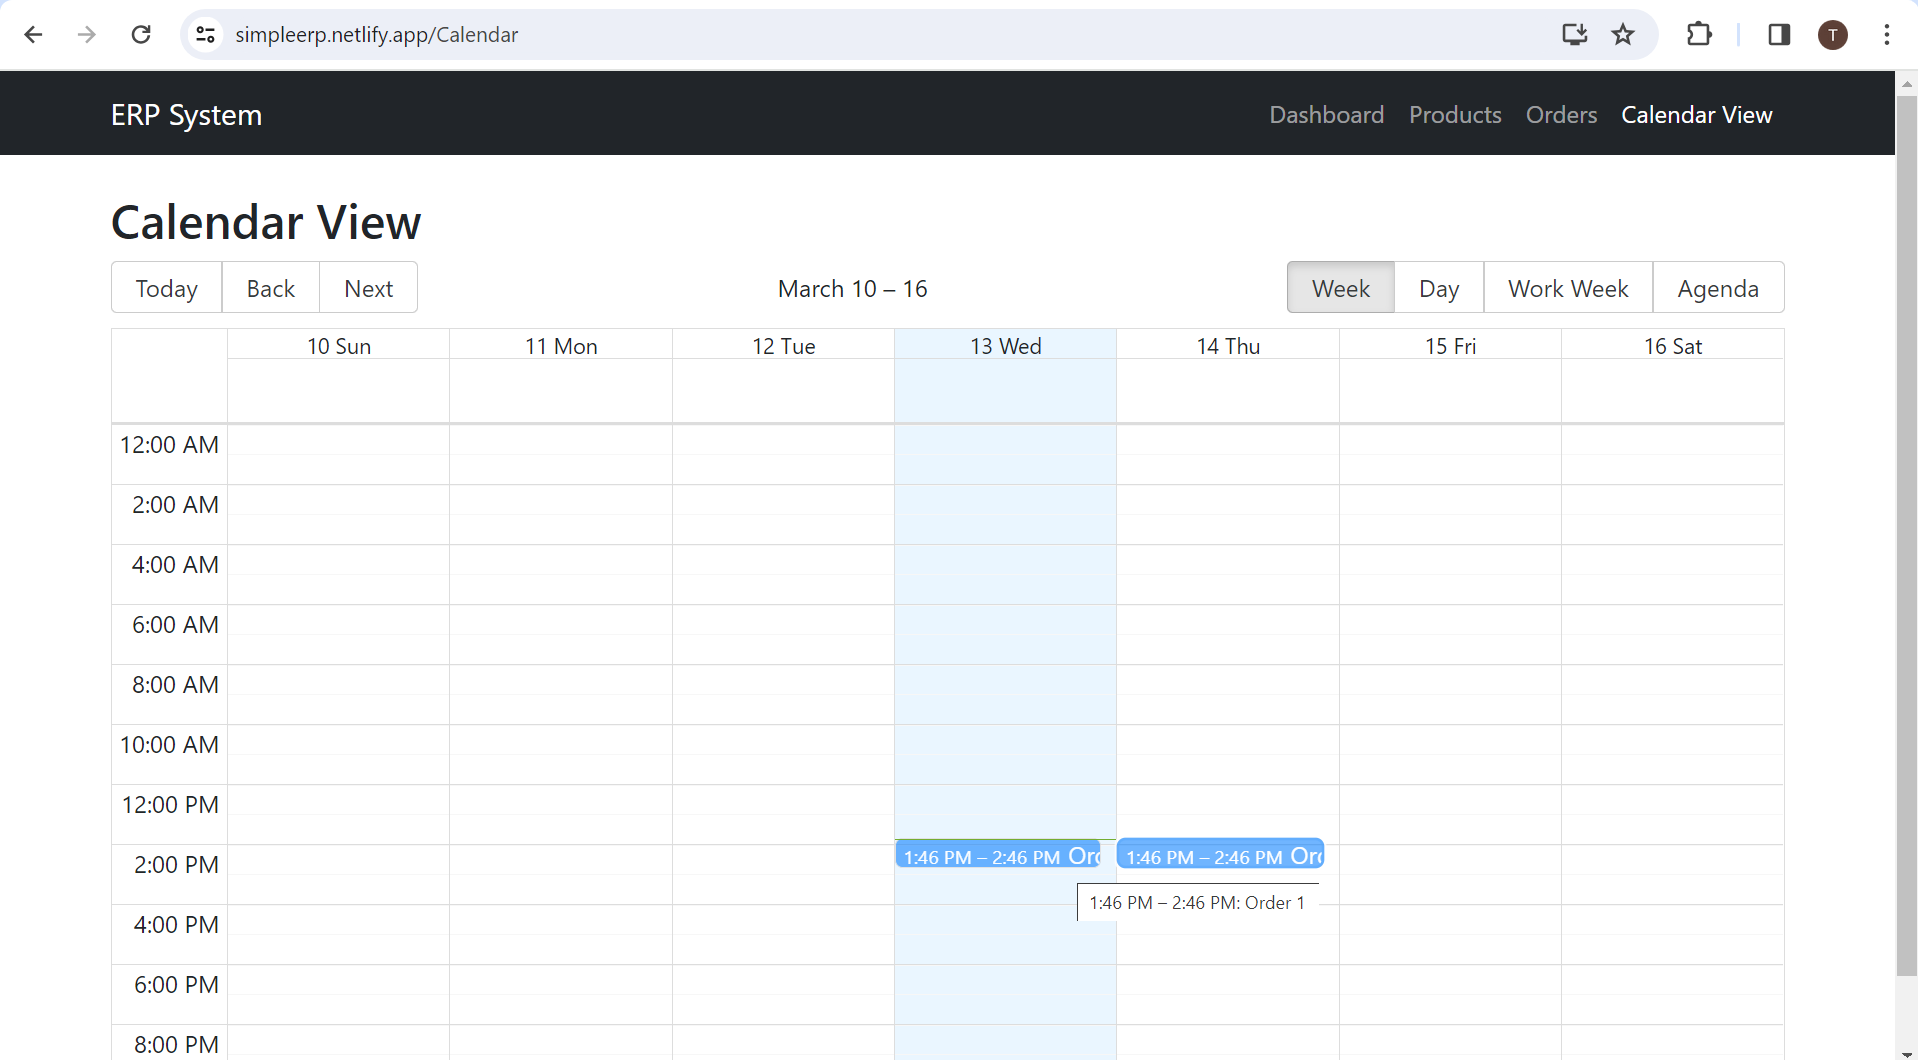 simpleerp.netlify.app/Calendar
T
ERP System
Dashboard Products Orders Calendar View
Calendar View
Today Back Next March 10 – 16 Week Day Work Week Agenda
10 Sun 11 Mon 12 Tue 13 Wed 14 Thu 15 Fri 16 Sat
12:00 AM
2:00 AM
4:00 AM
6:00 AM
8:00 AM
10:00 AM
12:00 PM
1:46 PM – 2:46 PM Ord 1:46 PM – 2:46 PM Ord
2:00 PM
1:46 PM – 2:46 PM: Order 1
4:00 PM
6:00 PM
8:00 PM